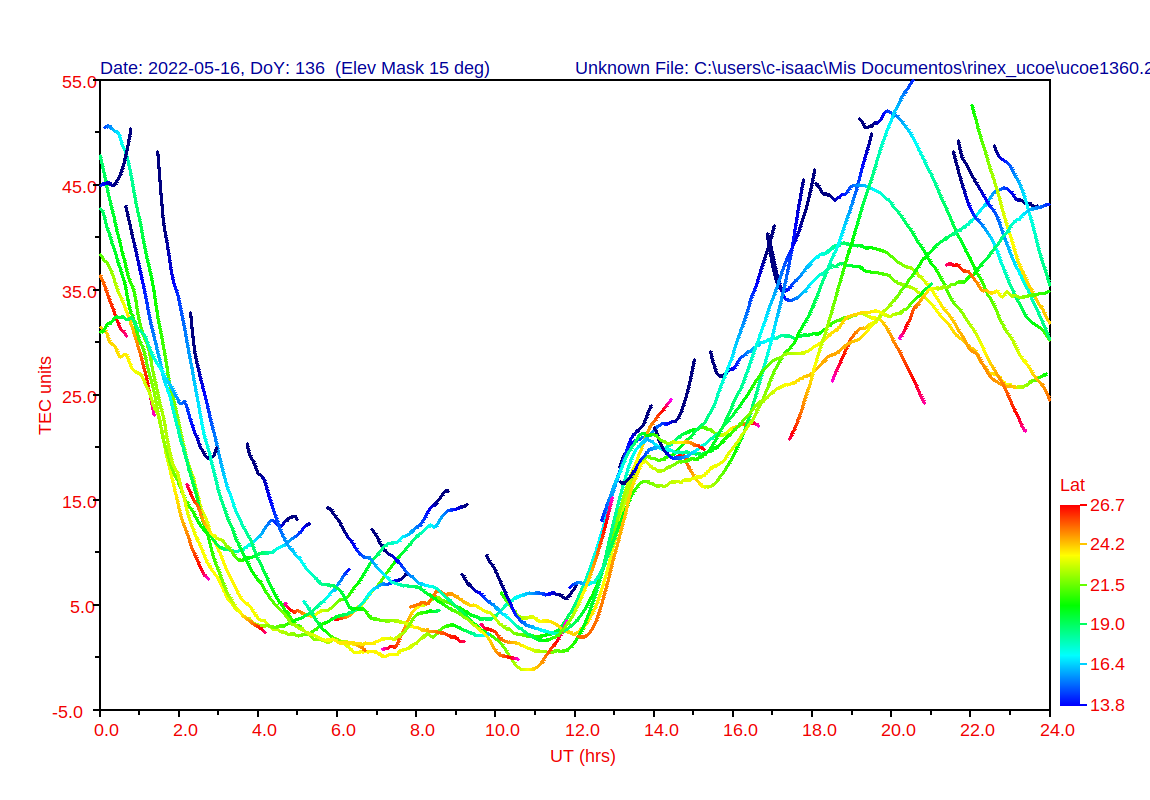 Date: 2022-05-16, DoY: 136  (Elev Mask 15 deg)
Unknown File: C:\users\c-isaac\Mis Documentos\rinex_ucoe\ucoe1360.2
55.0
45.0
35.0
25.0
15.0
5.0
-5.0
TEC units
0.0 2.0 4.0 6.0 8.0 10.0 12.0 14.0 16.0 18.0 20.0 22.0 24.0
UT (hrs)
Lat
26.7
24.2
21.5
19.0
16.4
13.8